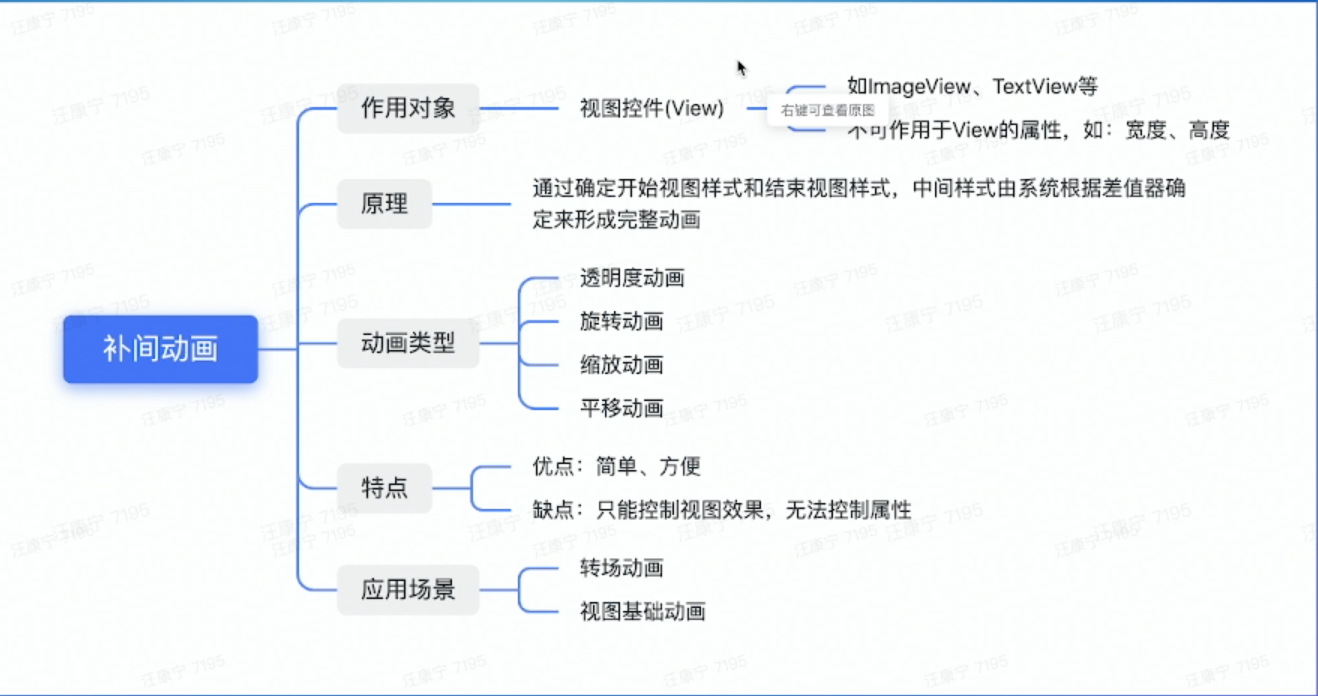 作用对象
视图控件(View)
如ImageView、TextView等
右键可查看原图
不可作用于View的属性，如：宽度、高度
原理
通过确定开始视图样式和结束视图样式，中间样式由系统根据差值器确
定来形成完整动画
补间动画
动画类型
透明度动画
旋转动画
缩放动画
平移动画
特点
优点：简单、方便
缺点：只能控制视图效果，无法控制属性
应用场景
转场动画
视图基础动画
汪康宁 7195